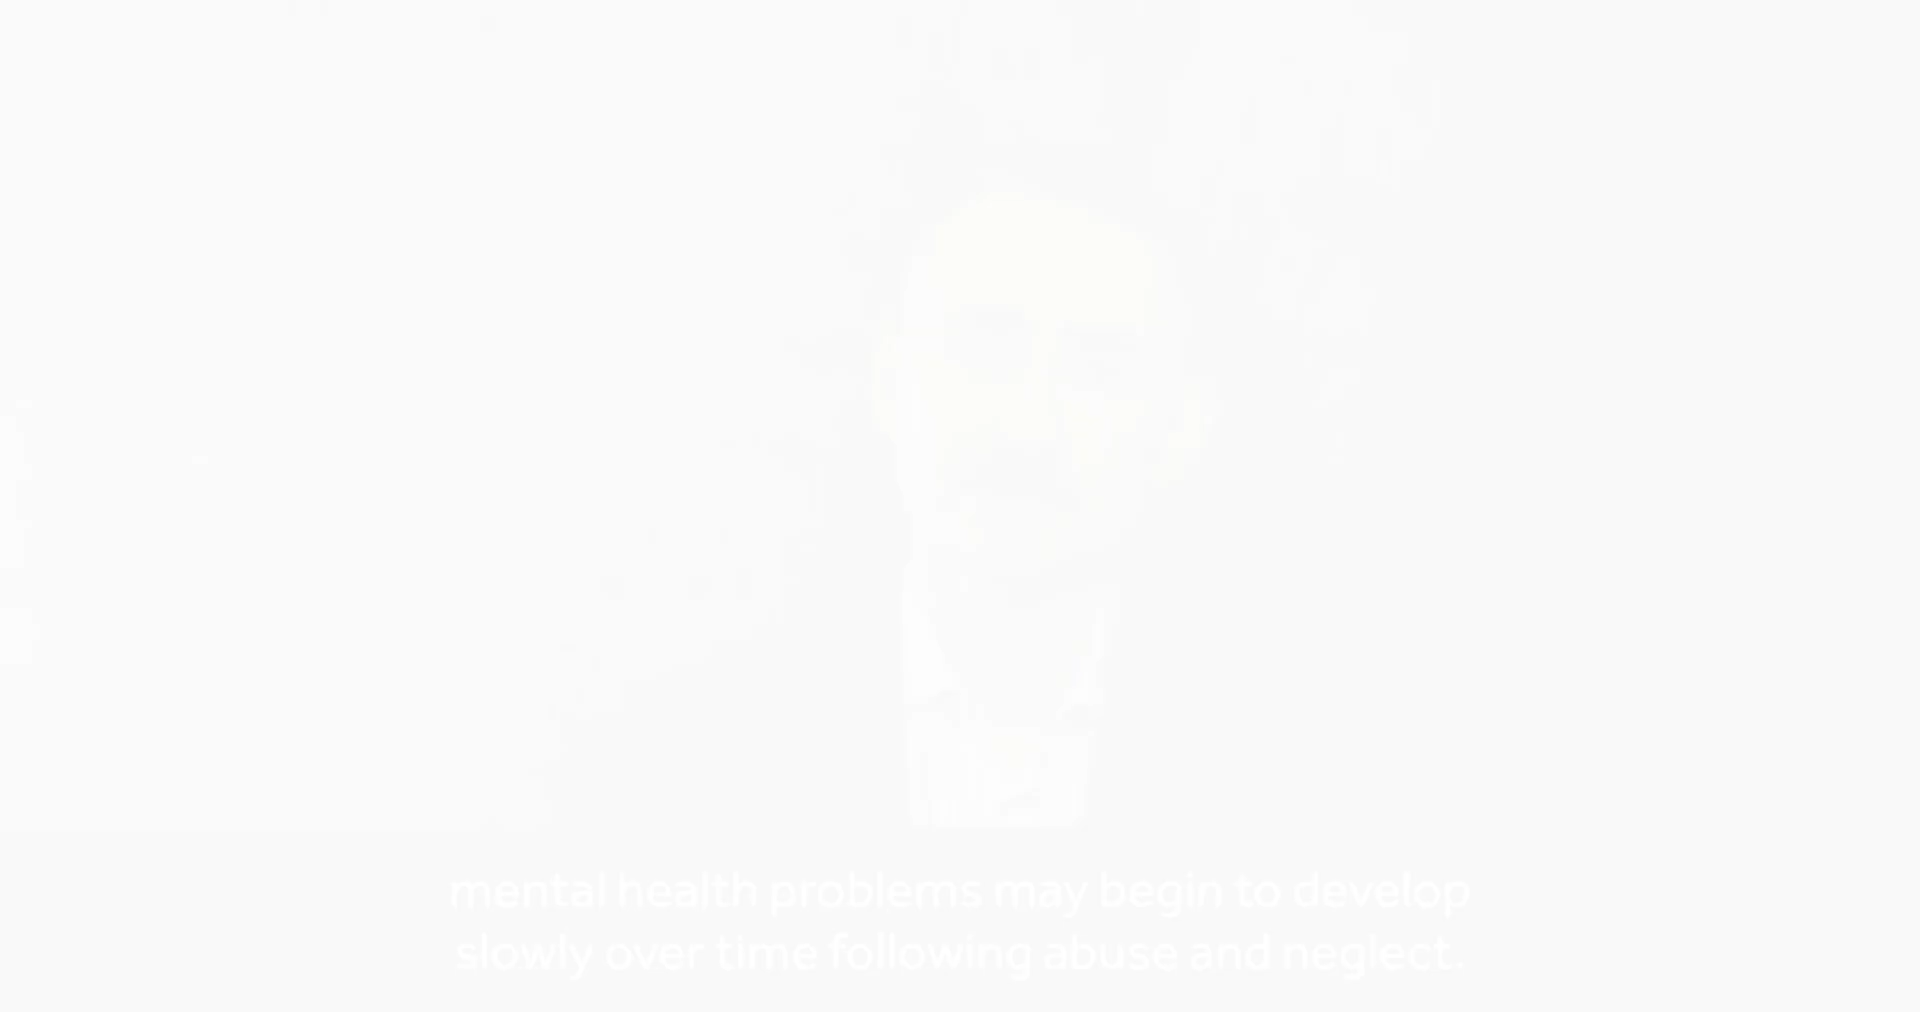 mental health problems may begin to develop
slowly over time following abuse and neglect.